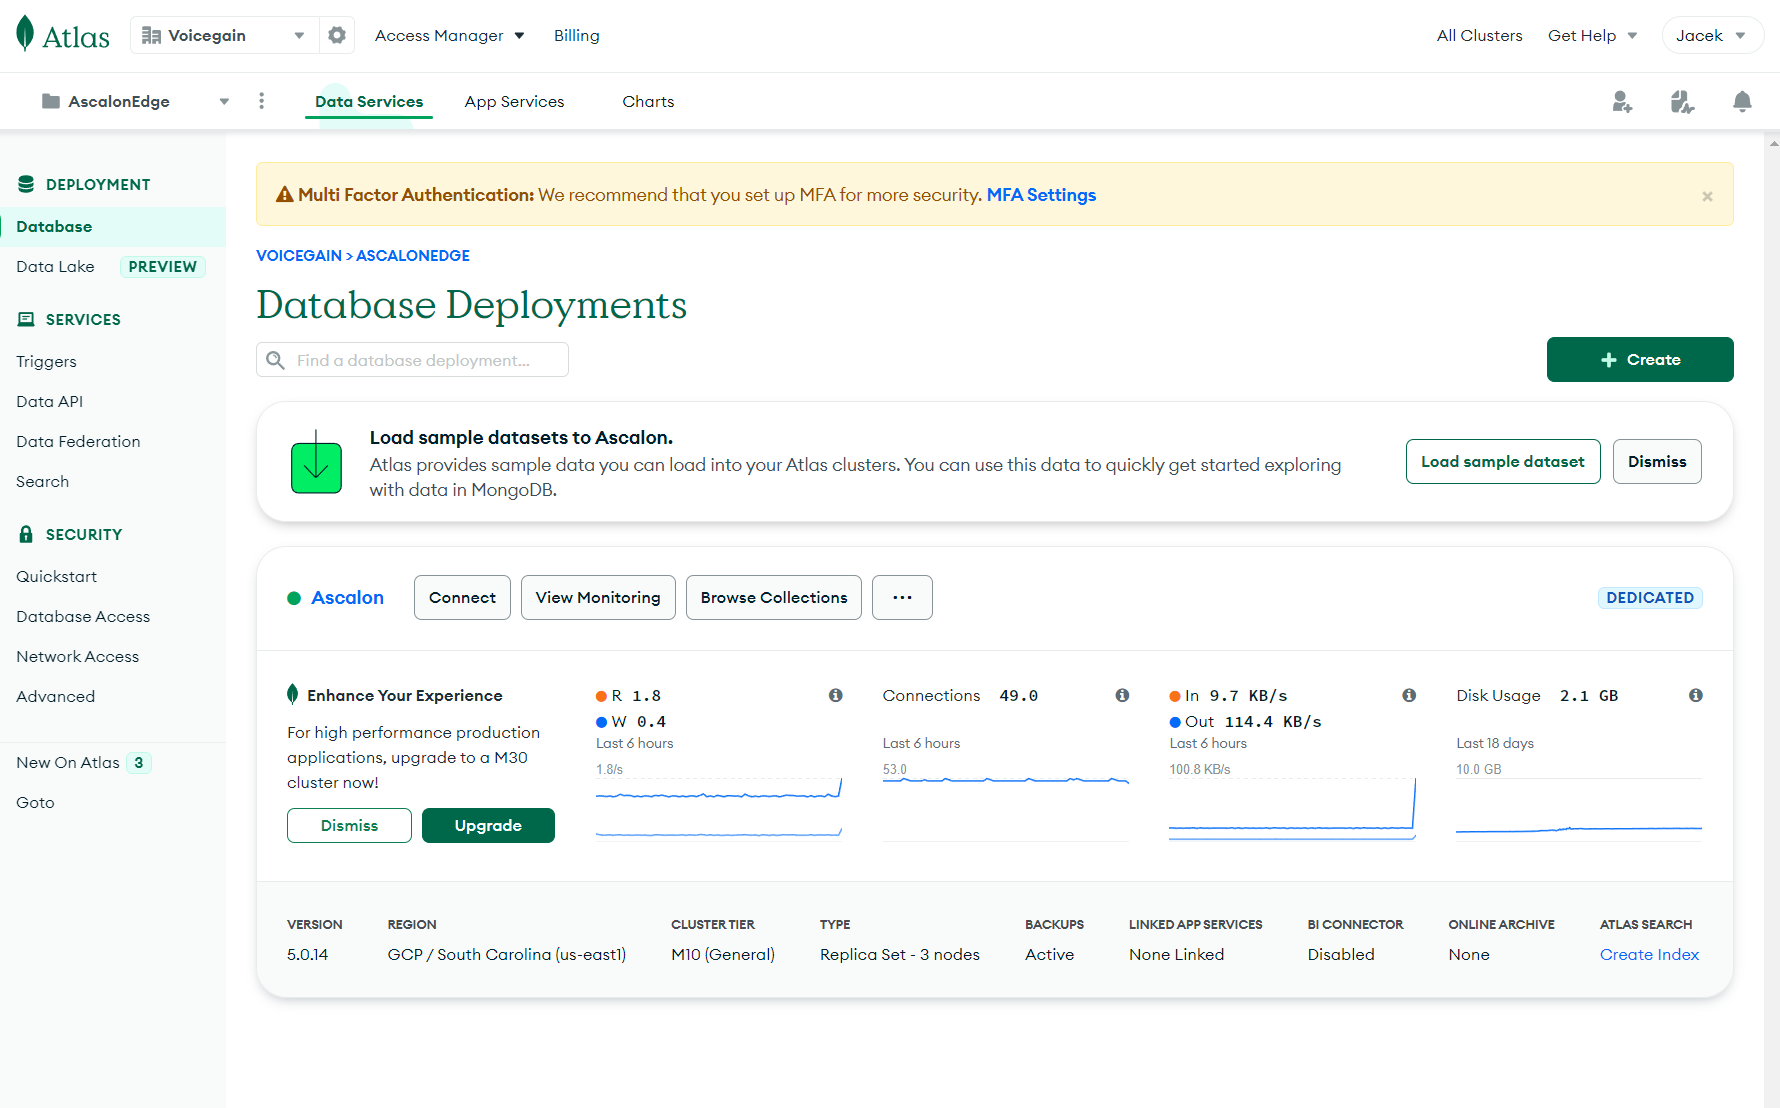 Atlas
Voicegain
Access Manager
Billing
All Clusters
Get Help
Jacek
AscalonEdge
Data Services
App Services
Charts
DEPLOYMENT
Database
Data Lake PREVIEW
SERVICES
Triggers
Data API
Data Federation
Search
SECURITY
Quickstart
Database Access
Network Access
Advanced
New On Atlas 3
Goto
Multi Factor Authentication: We recommend that you set up MFA for more security. MFA Settings
×
VOICEGAIN > ASCALONEDGE
Database Deployments
Find a database deployment...
+ Create
Load sample datasets to Ascalon.
Atlas provides sample data you can load into your Atlas clusters. You can use this data to quickly get started exploring
with data in MongoDB.
Load sample dataset
Dismiss
Ascalon
Connect
View Monitoring
Browse Collections
...
DEDICATED
Enhance Your Experience
For high performance production
applications, upgrade to a M30
cluster now!
Dismiss
Upgrade
R 1.8
W 0.4
Last 6 hours
1.8/s
Connections 49.0
Last 6 hours
53.0
In 9.7 KB/s
Out 114.4 KB/s
Last 6 hours
100.8 KB/s
Disk Usage 2.1 GB
Last 18 days
10.0 GB
VERSION
5.0.14
REGION
GCP / South Carolina (us-east1)
CLUSTER TIER
M10 (General)
TYPE
Replica Set - 3 nodes
BACKUPS
Active
LINKED APP SERVICES
None Linked
BI CONNECTOR
Disabled
ONLINE ARCHIVE
None
ATLAS SEARCH
Create Index